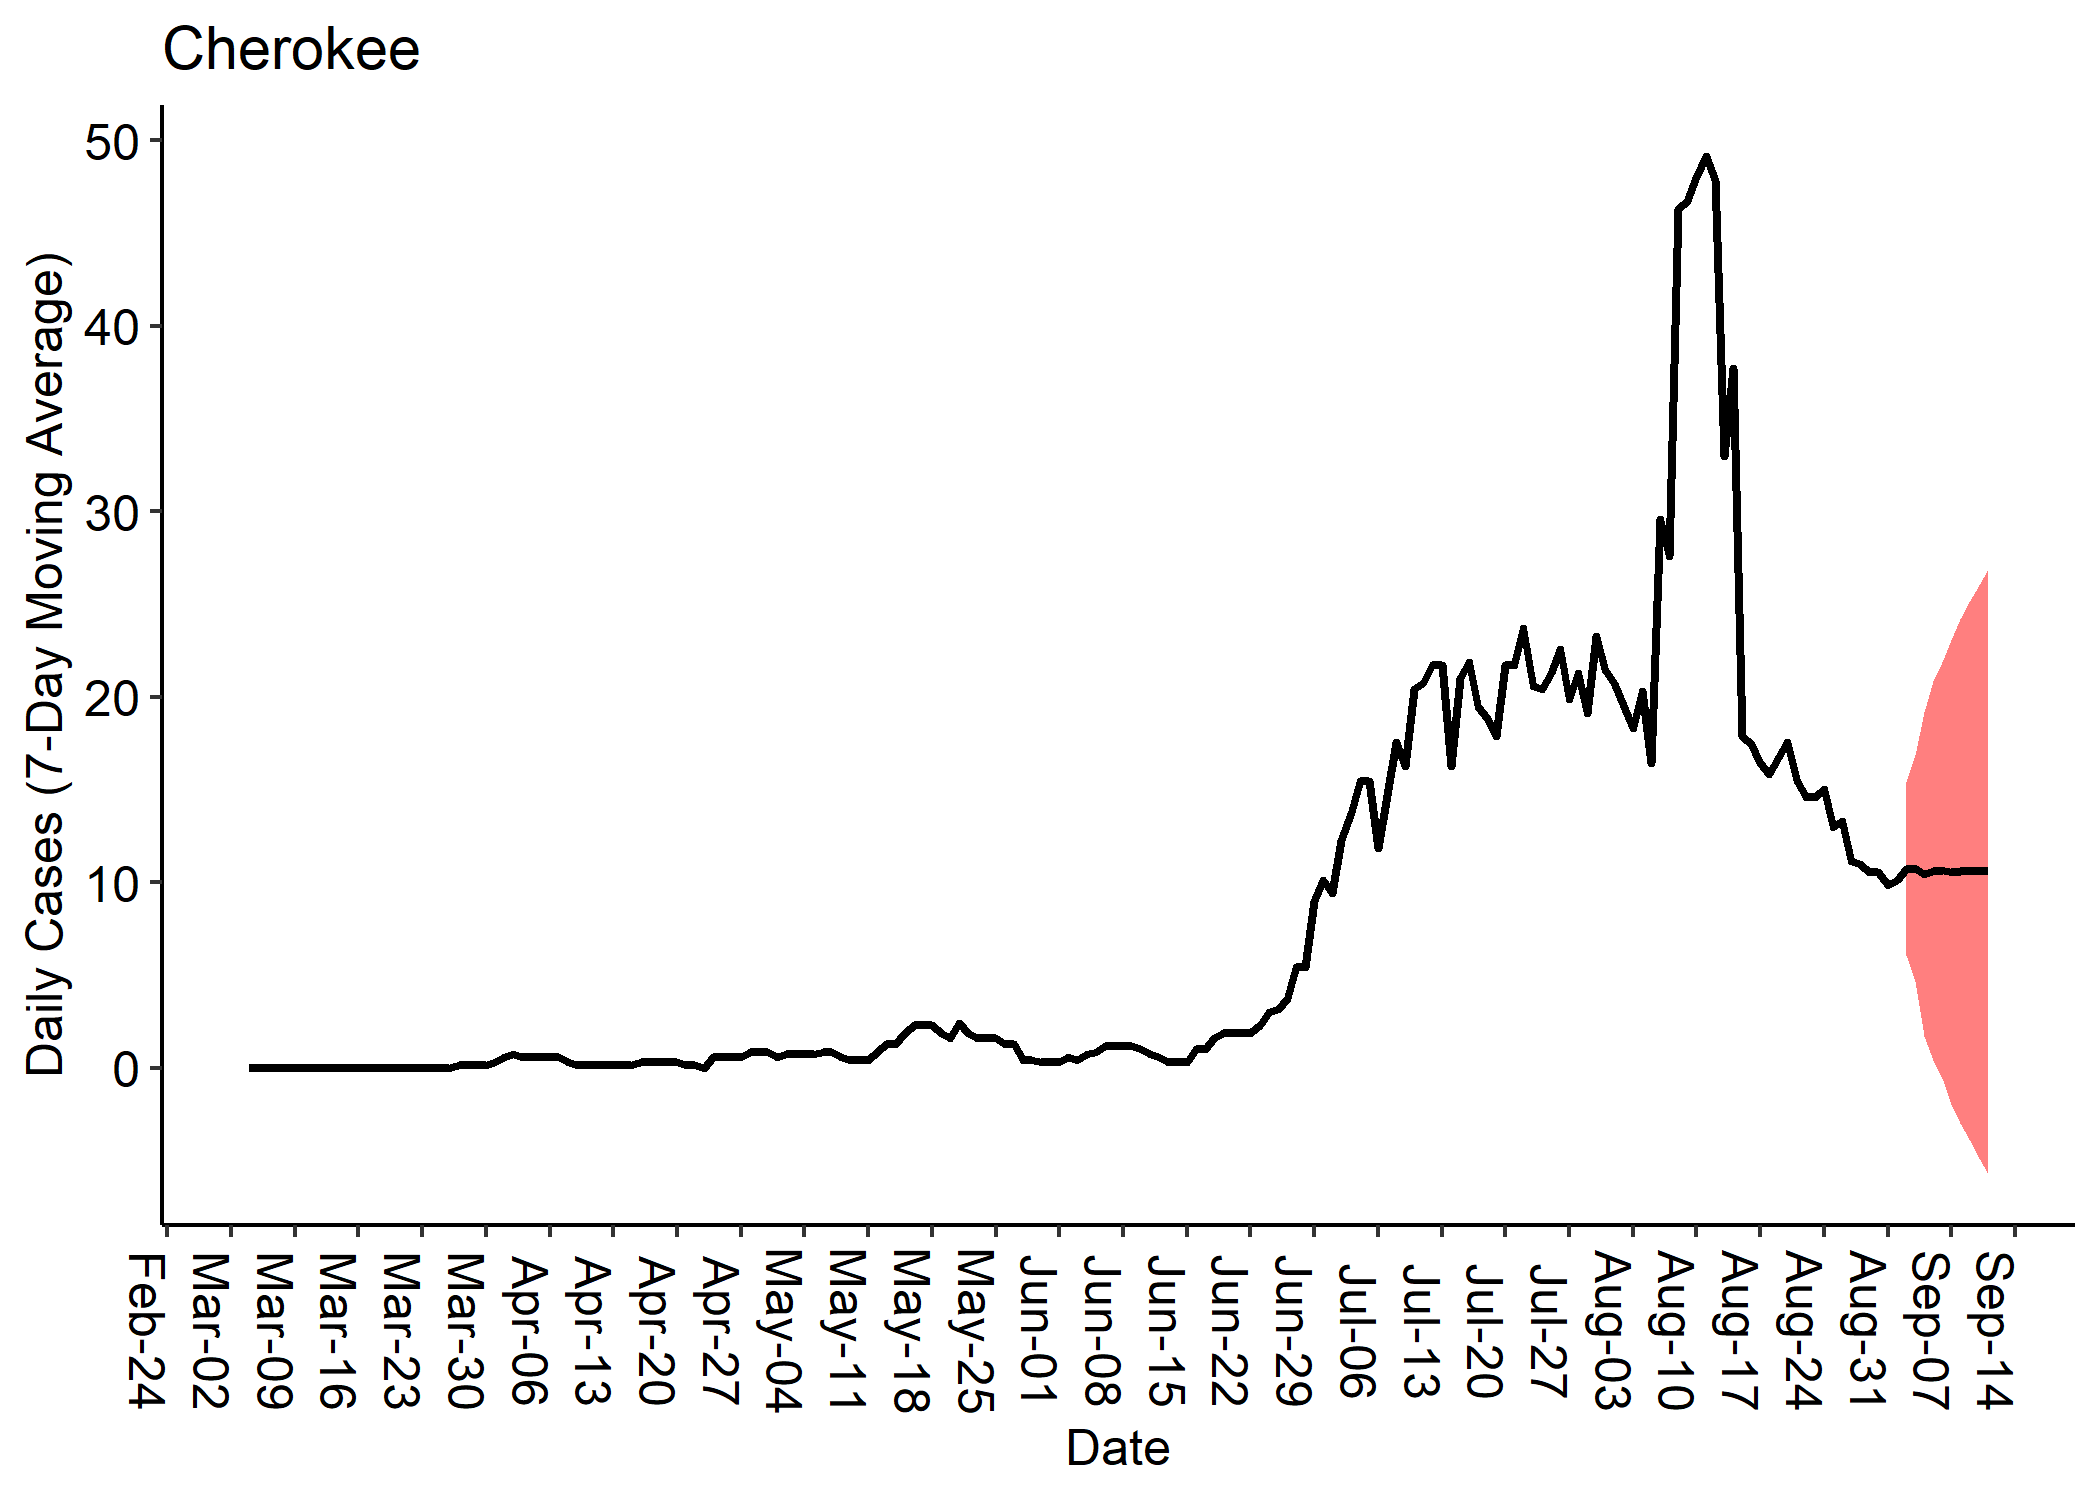 Cherokee
Daily Cases (7-Day Moving Average)
50
40
30
20
10
0
Feb-24
Mar-02
Mar-09
Mar-16
Mar-23
Mar-30
Apr-06
Apr-13
Apr-20
Apr-27
May-04
May-11
May-18
May-25
Jun-01
Jun-08
Jun-15
Jun-22
Jun-29
Jul-06
Jul-13
Jul-20
Jul-27
Aug-03
Aug-10
Aug-17
Aug-24
Aug-31
Sep-07
Sep-14
Date